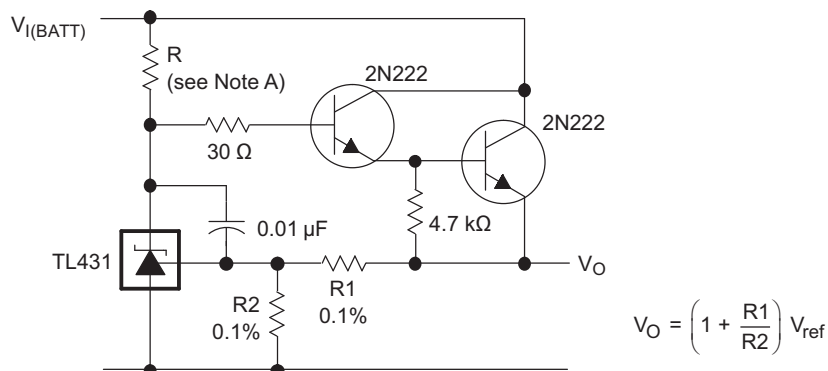 V_I(BATT)
R
(see Note A)
2N222
2N222
30 Ω
0.01 µF
4.7 kΩ
TL431
V_O
R1
0.1%
R2
0.1%
V_O = (1 + R1/R2) V_ref